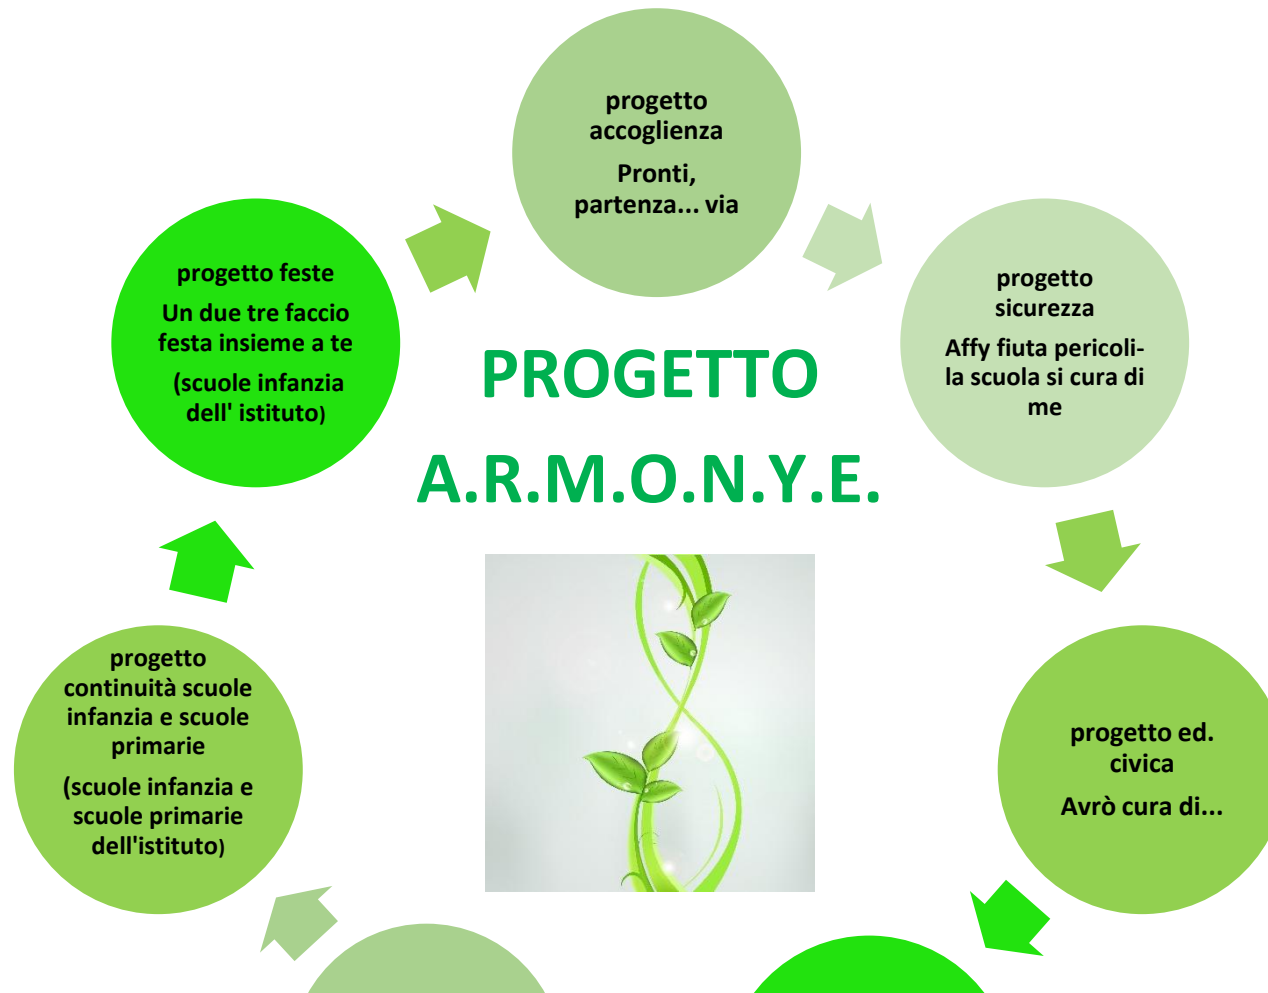 progetto
accoglienza
Pronti,
partenza... via
progetto
sicurezza
Affy fiuta pericoli-
la scuola si cura di
me
progetto ed.
civica
Avrò cura di...
progetto
continuità scuole
infanzia e scuole
primarie
(scuole infanzia e
scuole primarie
dell'istituto)
progetto feste
Un due tre faccio
festa insieme a te
(scuole infanzia
dell' istituto)
PROGETTO
A.R.M.O.N.Y.E.